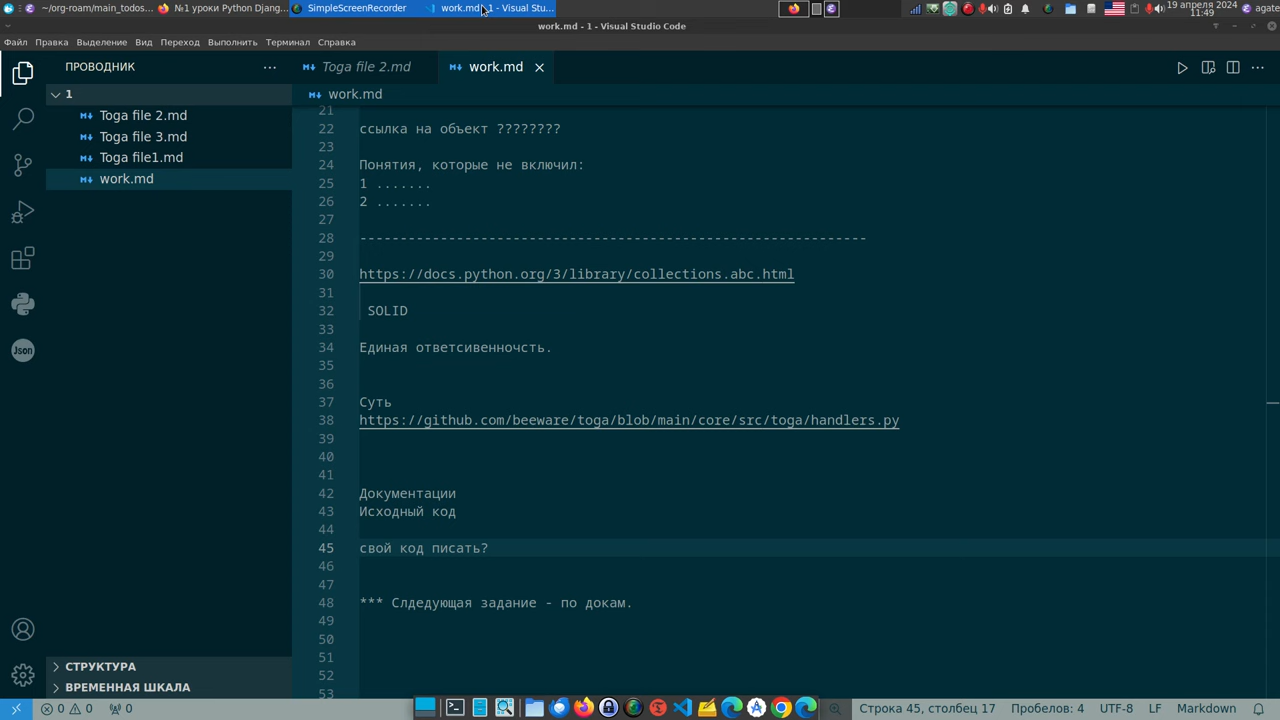 ~/org-roam/main_todos...
№1 уроки Python Djang...
SimpleScreenRecorder
work.md - 1 - Visual Stu...
19 февраля 2024
11:49
agate
work.md - 1 - Visual Studio Code
Файл Правка Выделение Вид Переход Выполнить Терминал Справка
ПРОВОДНИК
Toga file 2.md
work.md
1
work.md
Toga file 2.md
Toga file 3.md
Toga file1.md
work.md
21
22 ссылка на объект ????????
23
24 Понятия, которые не включил:
25 1 .......
26 2 .......
27
28 ---------------------------------------------------------------
29
30 https://docs.python.org/3/library/collections.abc.html
31
32 SOLID
33
34 Единая ответсивенночсть.
35
36
37 Суть
38 https://github.com/beeware/toga/blob/main/core/src/toga/handlers.py
39
40
41
42 Документации
43 Исходный код
44
45 свой код писать?
46
47
48 *** Слдедующая задание - по докам.
49
50
51
52
53
Json
СТРУКТУРА
ВРЕМЕННАЯ ШКАЛА
0 0 0
Строка 45, столбец 17 Пробелов: 4 UTF-8 LF Markdown